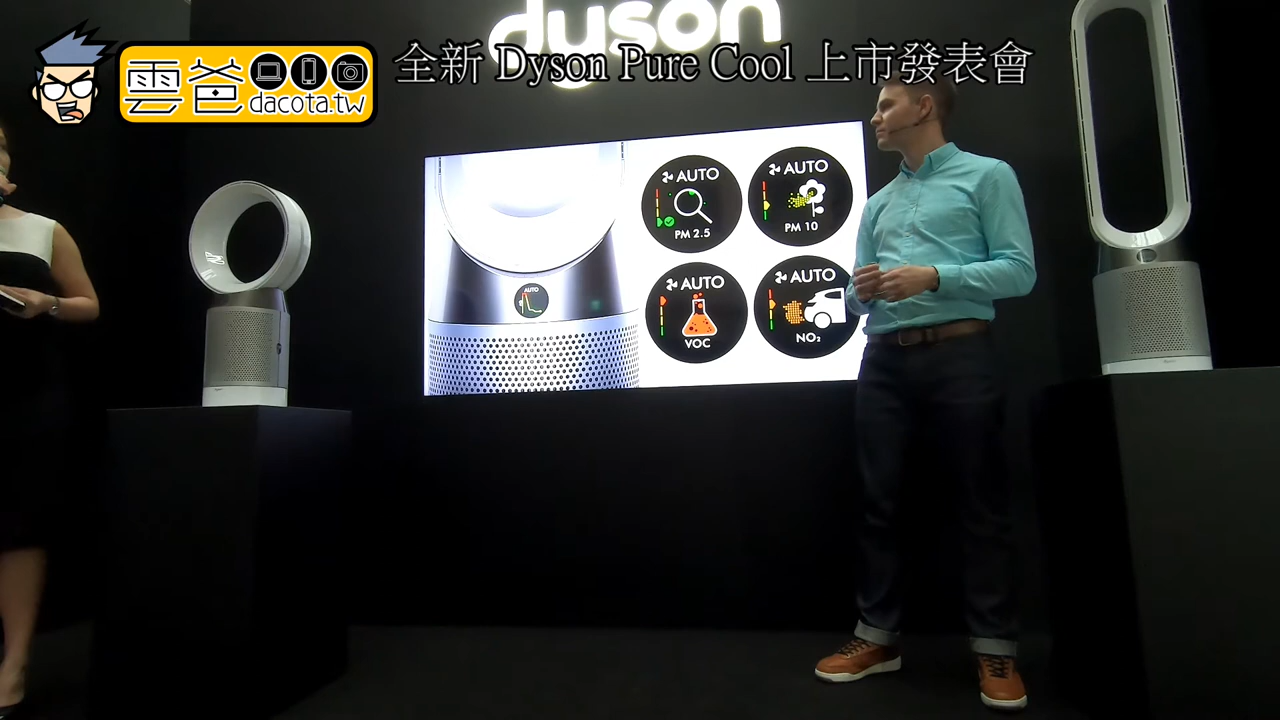 dyson
全新 Dyson Pure Cool 上市發表會
雲爸
dacota.tw
AUTO
PM 2.5
AUTO
PM 10
AUTO
AUTO
VOC
AUTO
NO₂